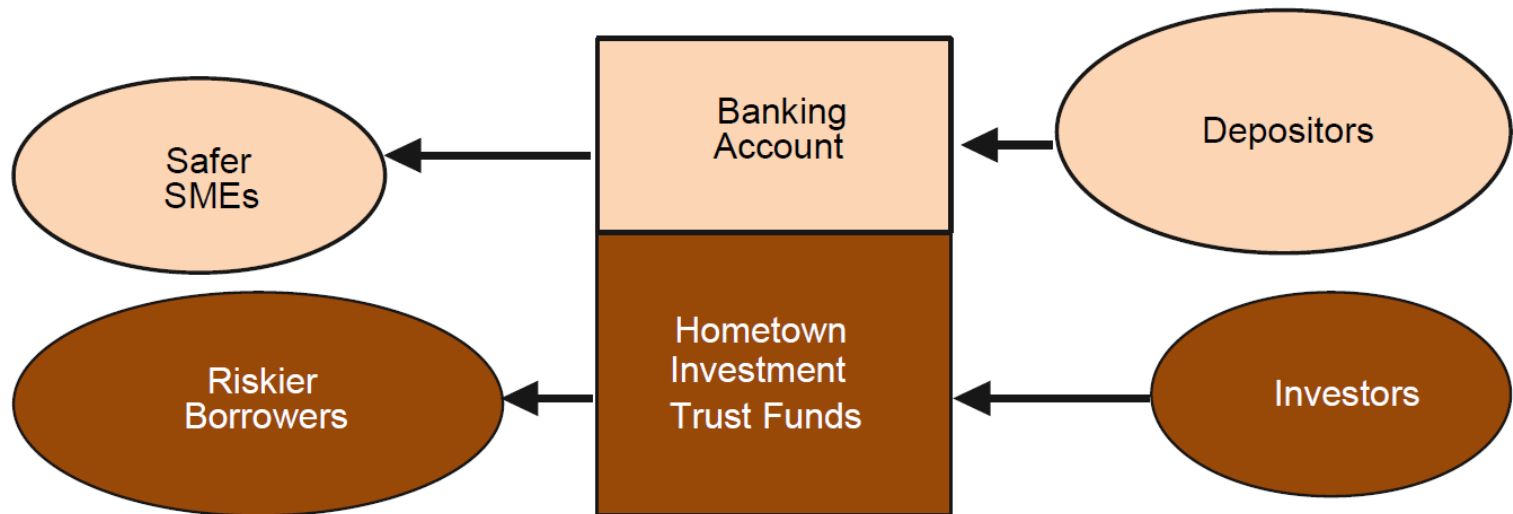 Safer
SMEs
Banking
Account
Depositors
Riskier
Borrowers
Hometown
Investment
Trust Funds
Investors